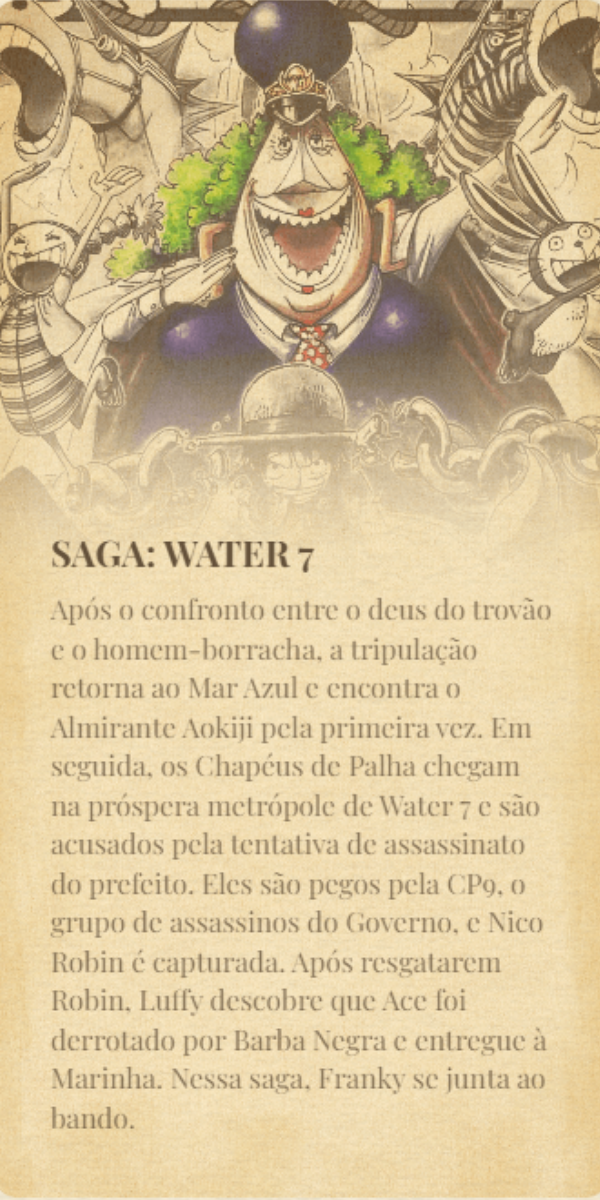 SAGA: WATER 7
Após o confronto entre o deus do trovão
e o homem-borracha, a tripulação
retorna ao Mar Azul e encontra o
Almirante Aokiji pela primeira vez. Em
seguida, os Chapéus de Palha chegam
na próspera metrópole de Water 7 e são
acusados pela tentativa de assassinato
do prefeito. Eles são pegos pela CP9, o
grupo de assassinos do Governo, e Nico
Robin é capturada. Após resgatarem
Robin, Luffy descobre que Ace foi
derrotado por Barba Negra e entregue à
Marinha. Nessa saga, Franky se junta ao
bando.